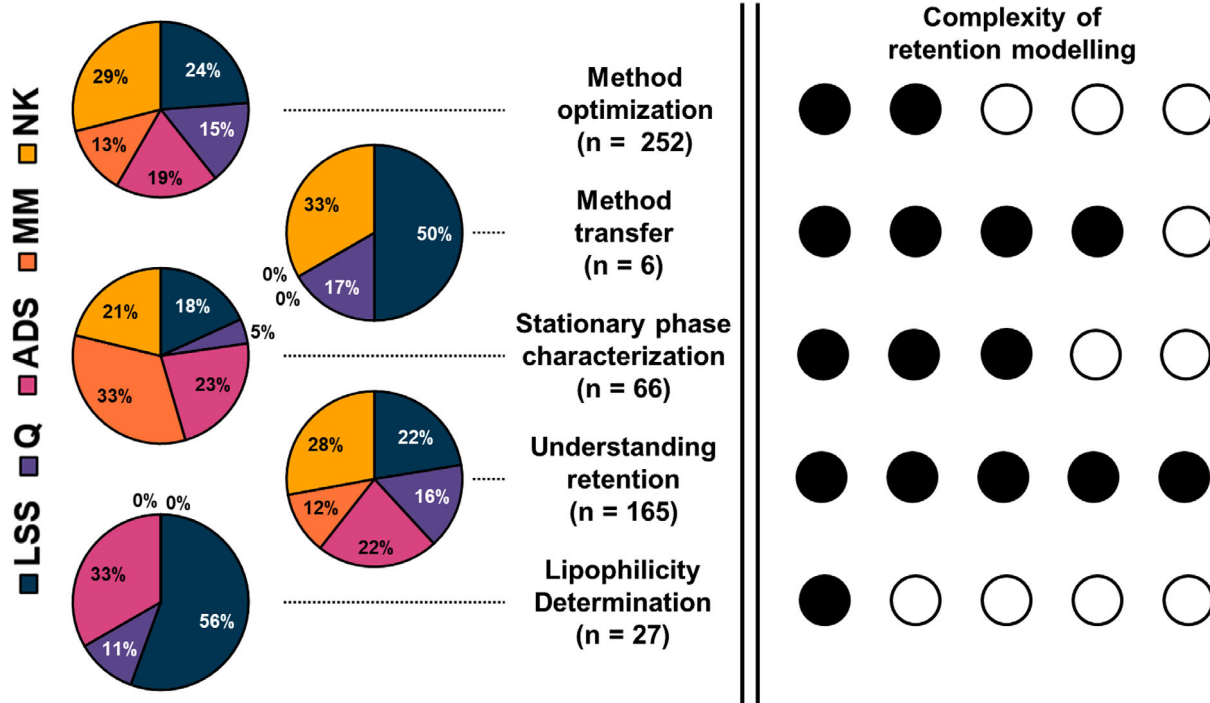 NK
MM
ADS
Q
LSS
29%
24%
15%
19%
13%
Method
optimization
(n = 252)
33%
50%
17%
0%
0%
Method
transfer
(n = 6)
21%
18%
5%
23%
33%
Stationary phase
characterization
(n = 66)
28%
22%
16%
22%
12%
Understanding
retention
(n = 165)
0% 0%
33%
56%
11%
Lipophilicity
Determination
(n = 27)
Complexity of
retention modelling